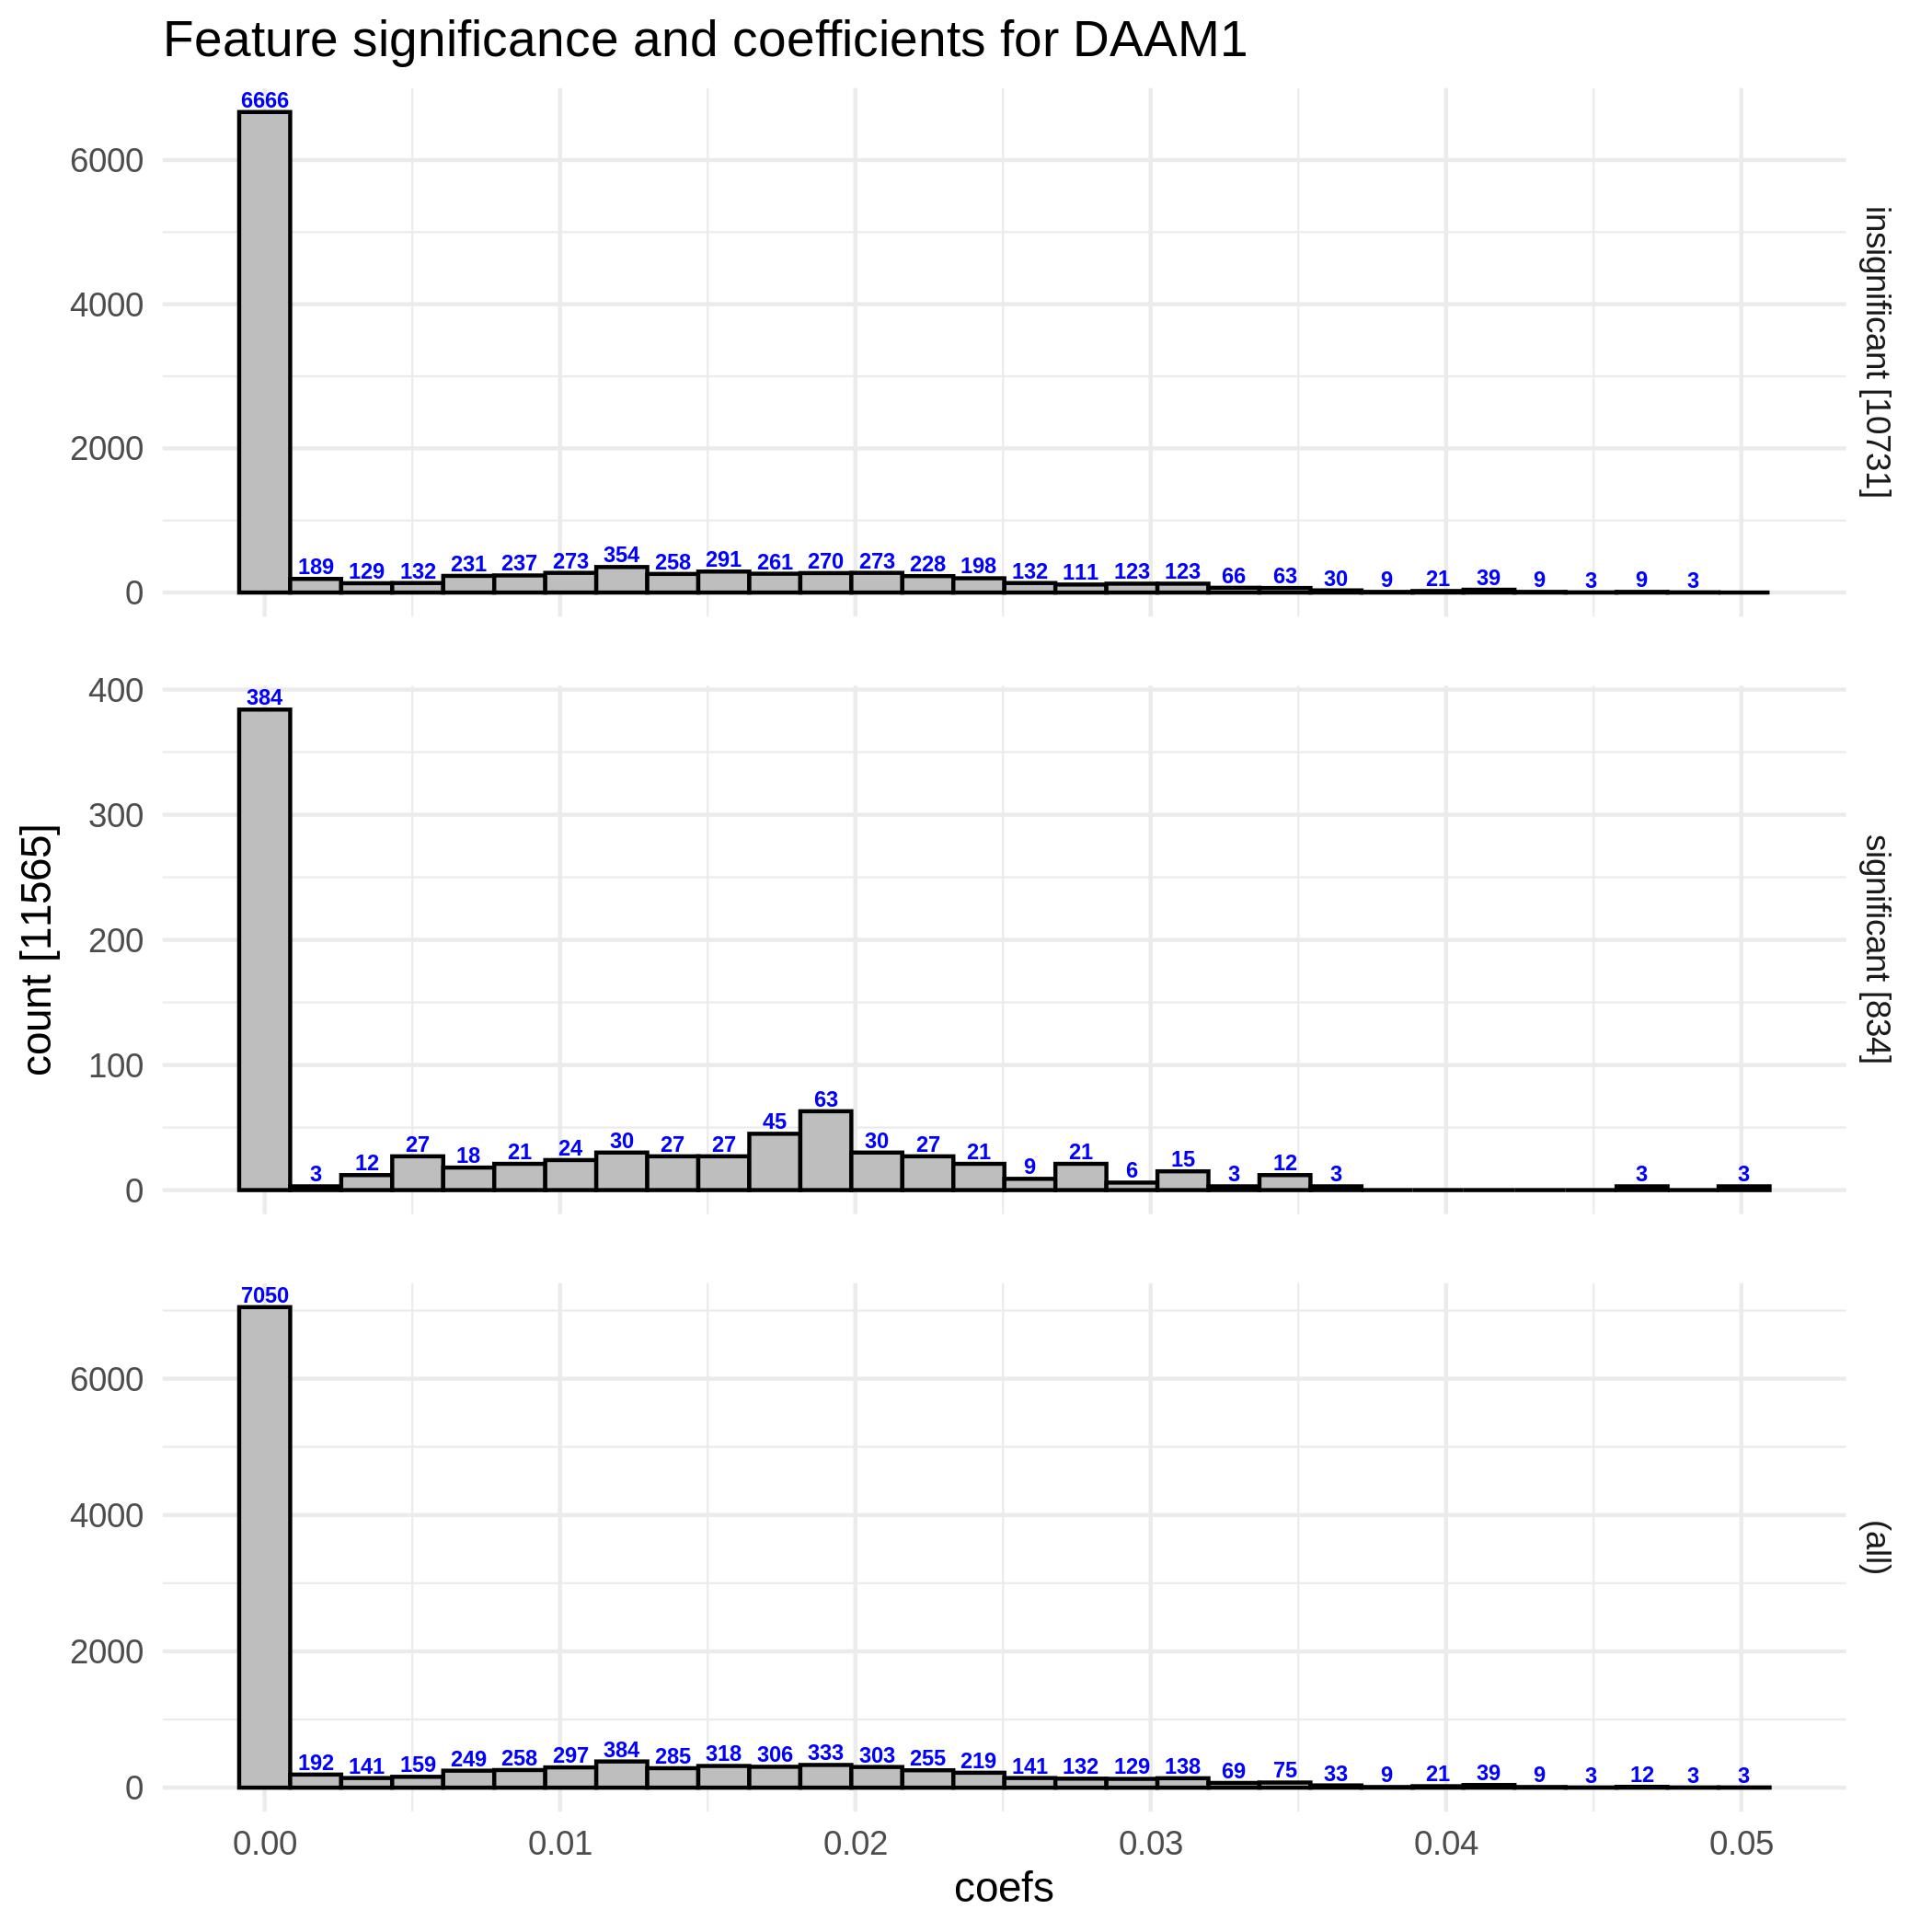 Feature significance and coefficients for DAAM1
6666
6000
4000
2000
0
189 129 132 231 237 273 354 258 291 261 270 273 228 198 132 111 123 123 66 63 30 9 21 39 9 3 9 3
insignificant [10731]
400
300
200
100
0
384
3 12 27 18 21 24 30 27 27 45 63 30 27 21 9 21 6 15 3 12 3 3 3
significant [834]
count [11565]
7050
6000
4000
2000
0
192 141 159 249 258 297 384 285 318 306 333 303 255 219 141 132 129 138 69 75 33 9 21 39 9 3 12 3 3
(all)
0.00 0.01 0.02 0.03 0.04 0.05
coefs